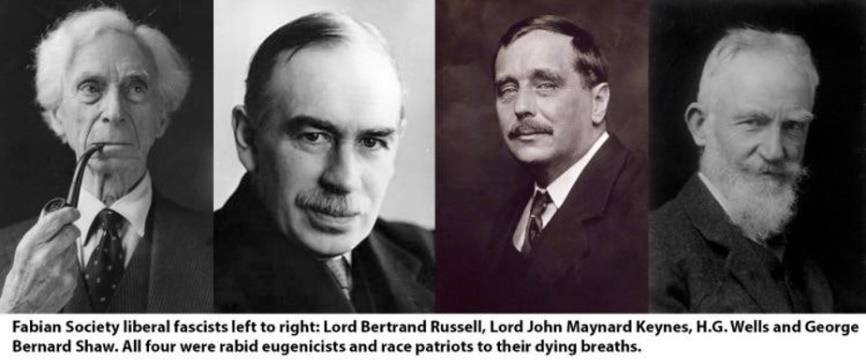 Fabian Society liberal fascists left to right: Lord Bertrand Russell, Lord John Maynard Keynes, H.G. Wells and George
Bernard Shaw. All four were rabid eugenicists and race patriots to their dying breaths.